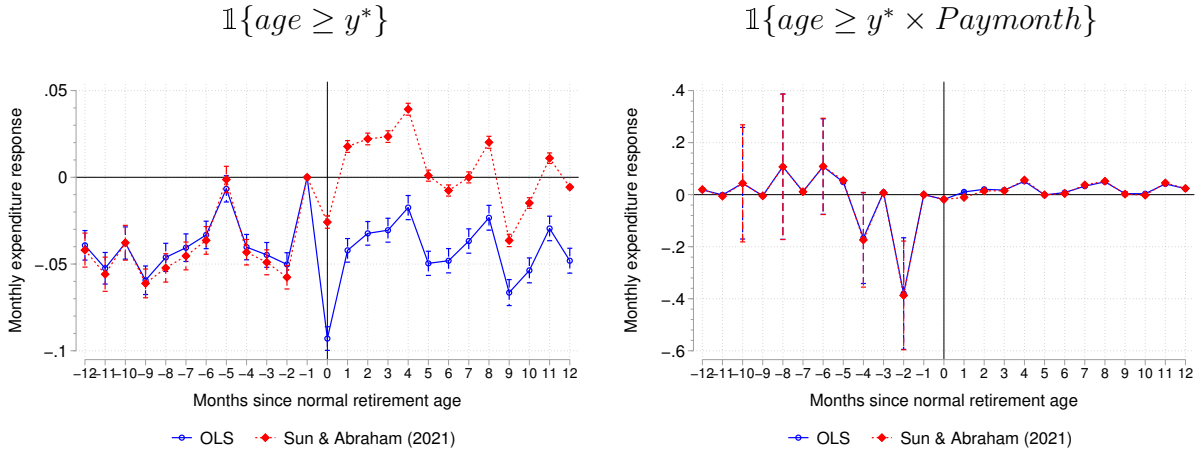 𝟙{age ≥ y*}
𝟙{age ≥ y* × Paymonth}
Monthly expenditure response
.05
0
−.05
−.1
−12 −11 −10 −9 −8 −7 −6 −5 −4 −3 −2 −1 0 1 2 3 4 5 6 7 8 9 10 11 12
Months since normal retirement age
OLS Sun & Abraham (2021)
Monthly expenditure response
.4
.2
0
−.2
−.4
−.6
−12 −11 −10 −9 −8 −7 −6 −5 −4 −3 −2 −1 0 1 2 3 4 5 6 7 8 9 10 11 12
Months since normal retirement age
OLS Sun & Abraham (2021)